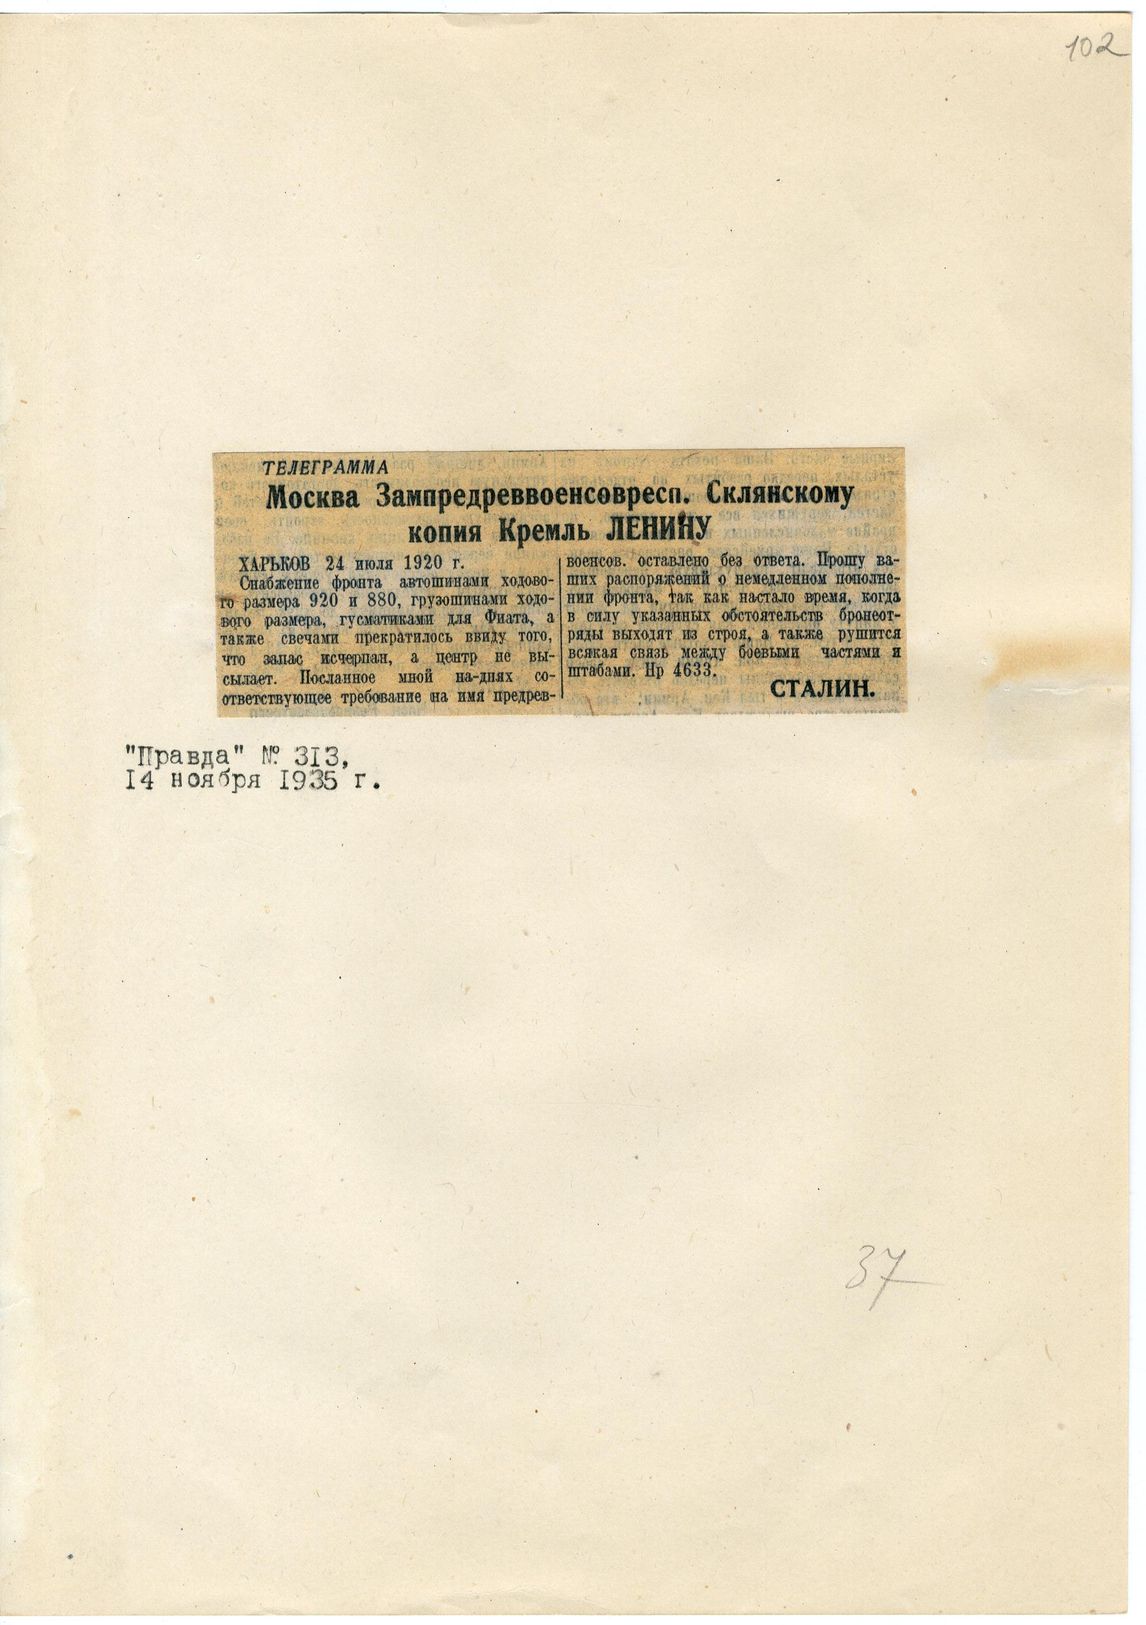 102
ТЕЛЕГРАММА
Москва Зампредреввоенсовресп. Склянскому
копия Кремль ЛЕНИНУ
ХАРЬКОВ 24 июля 1920 г.
Снабжение фронта автошинами ходово-
го размера 920 и 880, грузошинами ходо-
вого размера, гусматиками для Фиата, а
также свечами прекратилось ввиду того,
что запас исчерпан, а центр не вы-
сылает. Посланное мной на-днях со-
ответствующее требование на имя предрев-
военсов. оставлено без ответа. Прошу ва-
ших распоряжений о немедленном пополне-
нии фронта, так как настало время, когда
в силу указанных обстоятельств бронеот-
ряды выходят из строя, а также рушится
всякая связь между боевыми частями и
штабами. Нр 4633.
СТАЛИН.
"Правда" № 313,
14 ноября 1935 г.
37